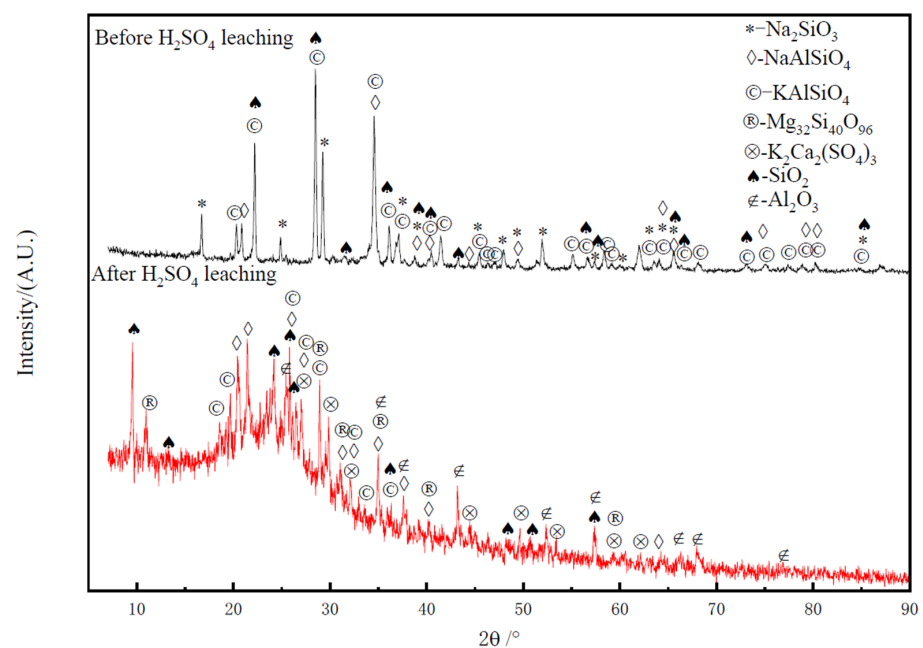 Before H₂SO₄ leaching
*-Na₂SiO₃
◊-NaAlSiO₄
©-KAlSiO₄
®-Mg₃₂Si₄₀O₉₆
⊗-K₂Ca₂(SO₄)₃
♠-SiO₂
∉-Al₂O₃
After H₂SO₄ leaching
Intensity/(A.U.)
10 20 30 40 50 60 70 80 90
2θ /°